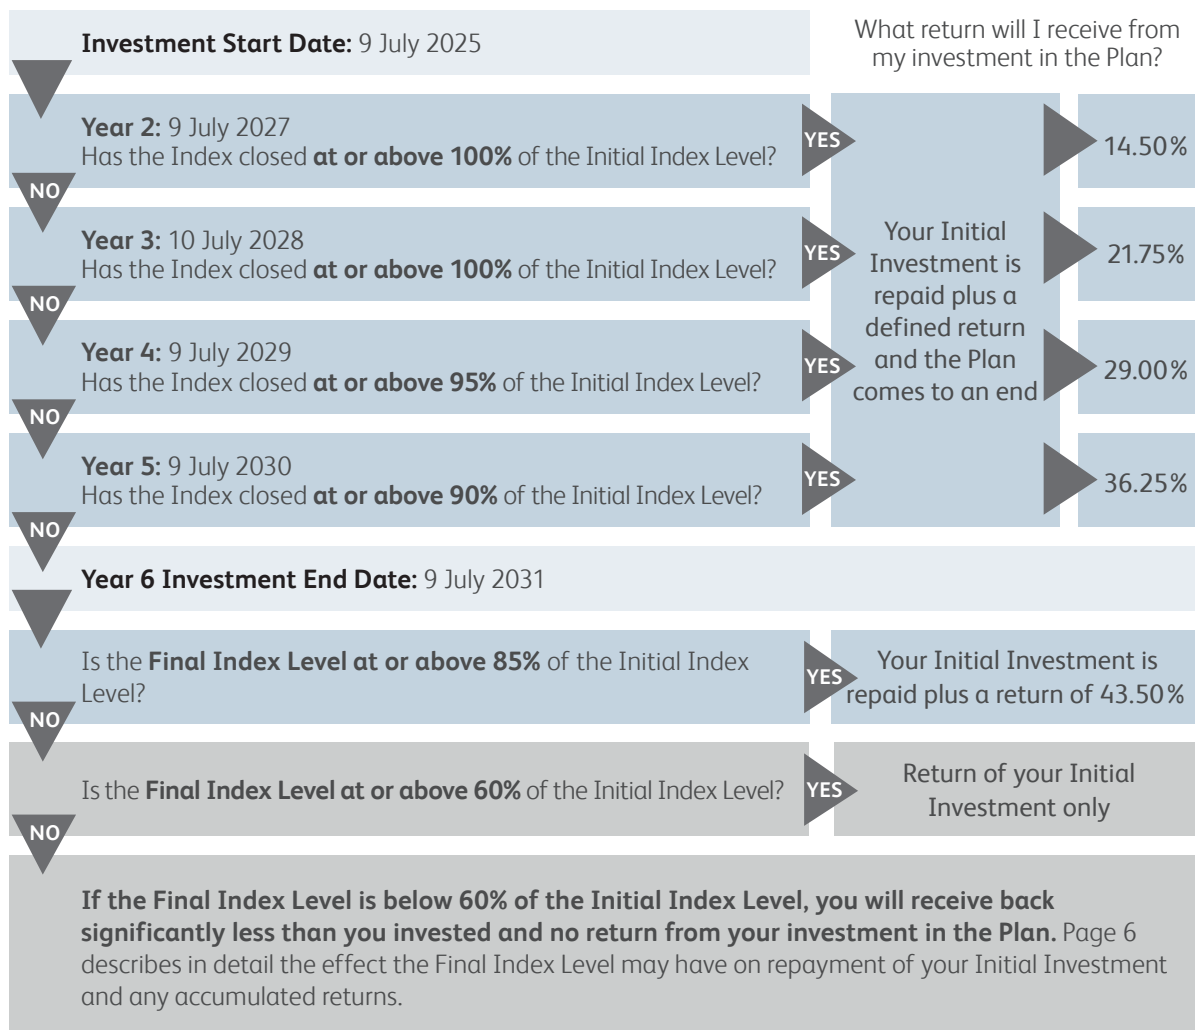 Investment Start Date: 9 July 2025
What return will I receive from
my investment in the Plan?
Year 2: 9 July 2027
Has the Index closed at or above 100% of the Initial Index Level?
YES
14.50%
NO
Year 3: 10 July 2028
Has the Index closed at or above 100% of the Initial Index Level?
YES
21.75%
NO
Year 4: 9 July 2029
Has the Index closed at or above 95% of the Initial Index Level?
YES
29.00%
NO
Year 5: 9 July 2030
Has the Index closed at or above 90% of the Initial Index Level?
YES
36.25%
NO
Your Initial
Investment is
repaid plus a
defined return
and the Plan
comes to an end
Year 6 Investment End Date: 9 July 2031
Is the Final Index Level at or above 85% of the Initial Index
Level?
YES
Your Initial Investment is
repaid plus a return of 43.50%
NO
Is the Final Index Level at or above 60% of the Initial Index Level?
YES
Return of your Initial
Investment only
NO
If the Final Index Level is below 60% of the Initial Index Level, you will receive back
significantly less than you invested and no return from your investment in the Plan. Page 6
describes in detail the effect the Final Index Level may have on repayment of your Initial Investment
and any accumulated returns.